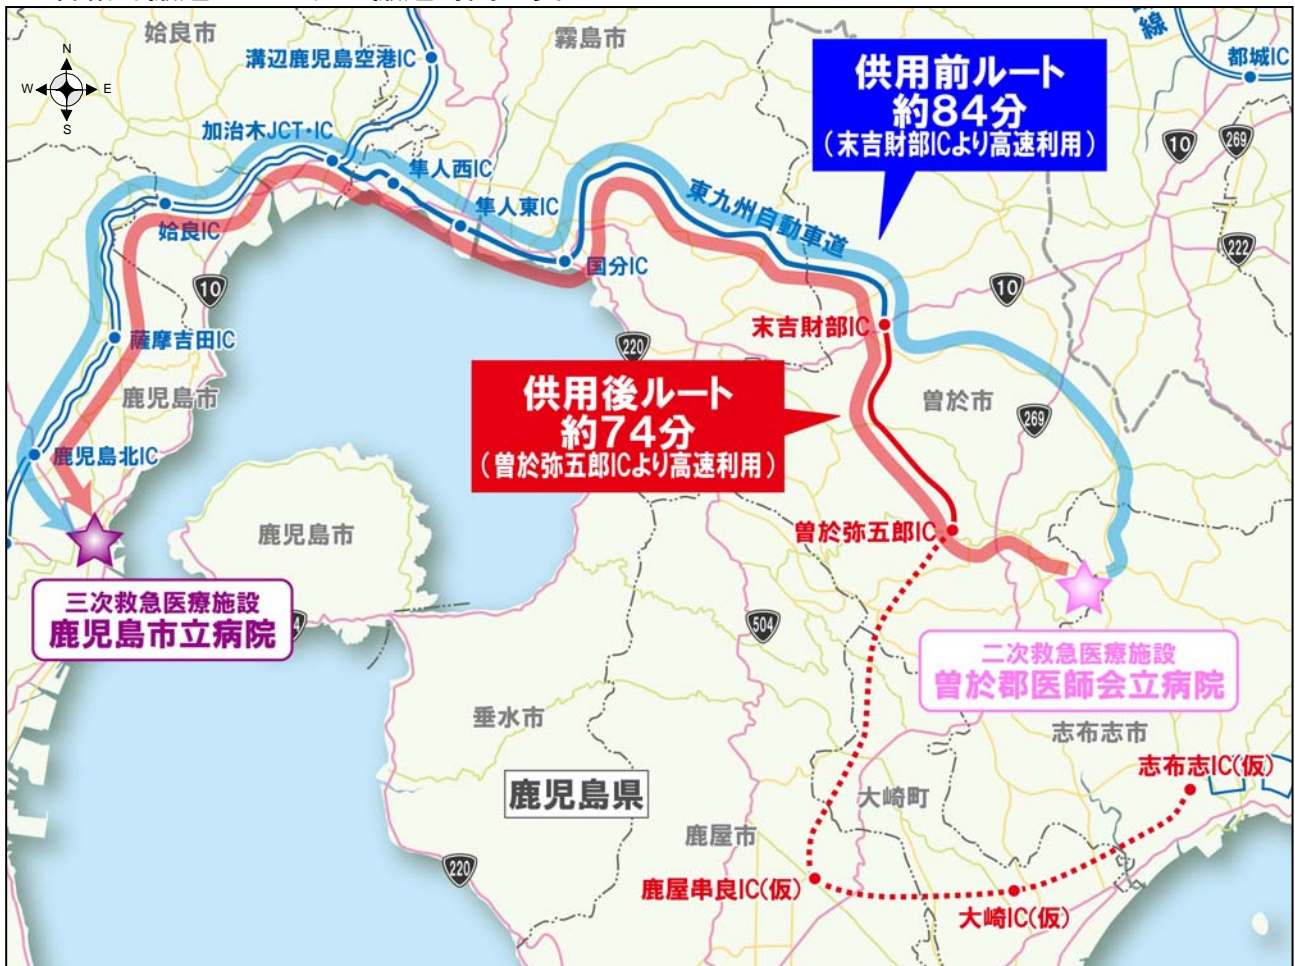 姶良市
霧島市
溝辺鹿児島空港IC
線
都城IC
N
W
E
S
供用前ルート
約84分
(末吉財部ICより高速利用)
加治木JCT・IC
隼人西IC
10
269
隼人東IC
東九州自動車道
姶良IC
国分IC
222
10
10
末吉財部IC
薩摩吉田IC
220
供用後ルート
約74分
(曽於弥五郎ICより高速利用)
鹿児島市
曽於市
269
鹿児島北IC
鹿児島市
曽於弥五郎IC
三次救急医療施設
鹿児島市立病院
504
二次救急医療施設
曽於郡医師会立病院
垂水市
志布志市
志布志IC(仮)
鹿児島県
大崎町
鹿屋市
220
鹿屋串良IC(仮)
大崎IC(仮)